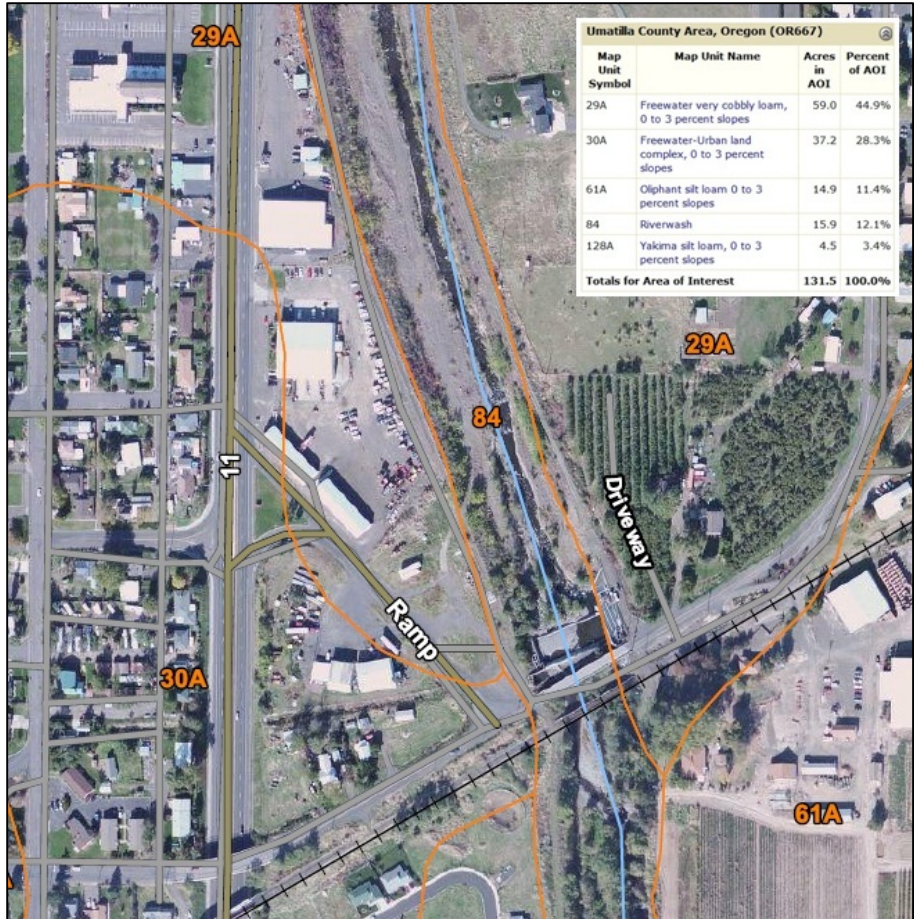 29A
Umatilla County Area, Oregon (OR667)
Map Unit Symbol Map Unit Name Acres in AOI Percent of AOI
29A Freewater very cobbly loam, 0 to 3 percent slopes 59.0 44.9%
30A Freewater-Urban land complex, 0 to 3 percent slopes 37.2 28.3%
61A Oliphant silt loam 0 to 3 percent slopes 14.9 11.4%
84 Riverwash 15.9 12.1%
128A Yakima silt loam, 0 to 3 percent slopes 4.5 3.4%
Totals for Area of Interest 131.5 100.0%
29A
84
11
Driveway
Ramp
30A
61A